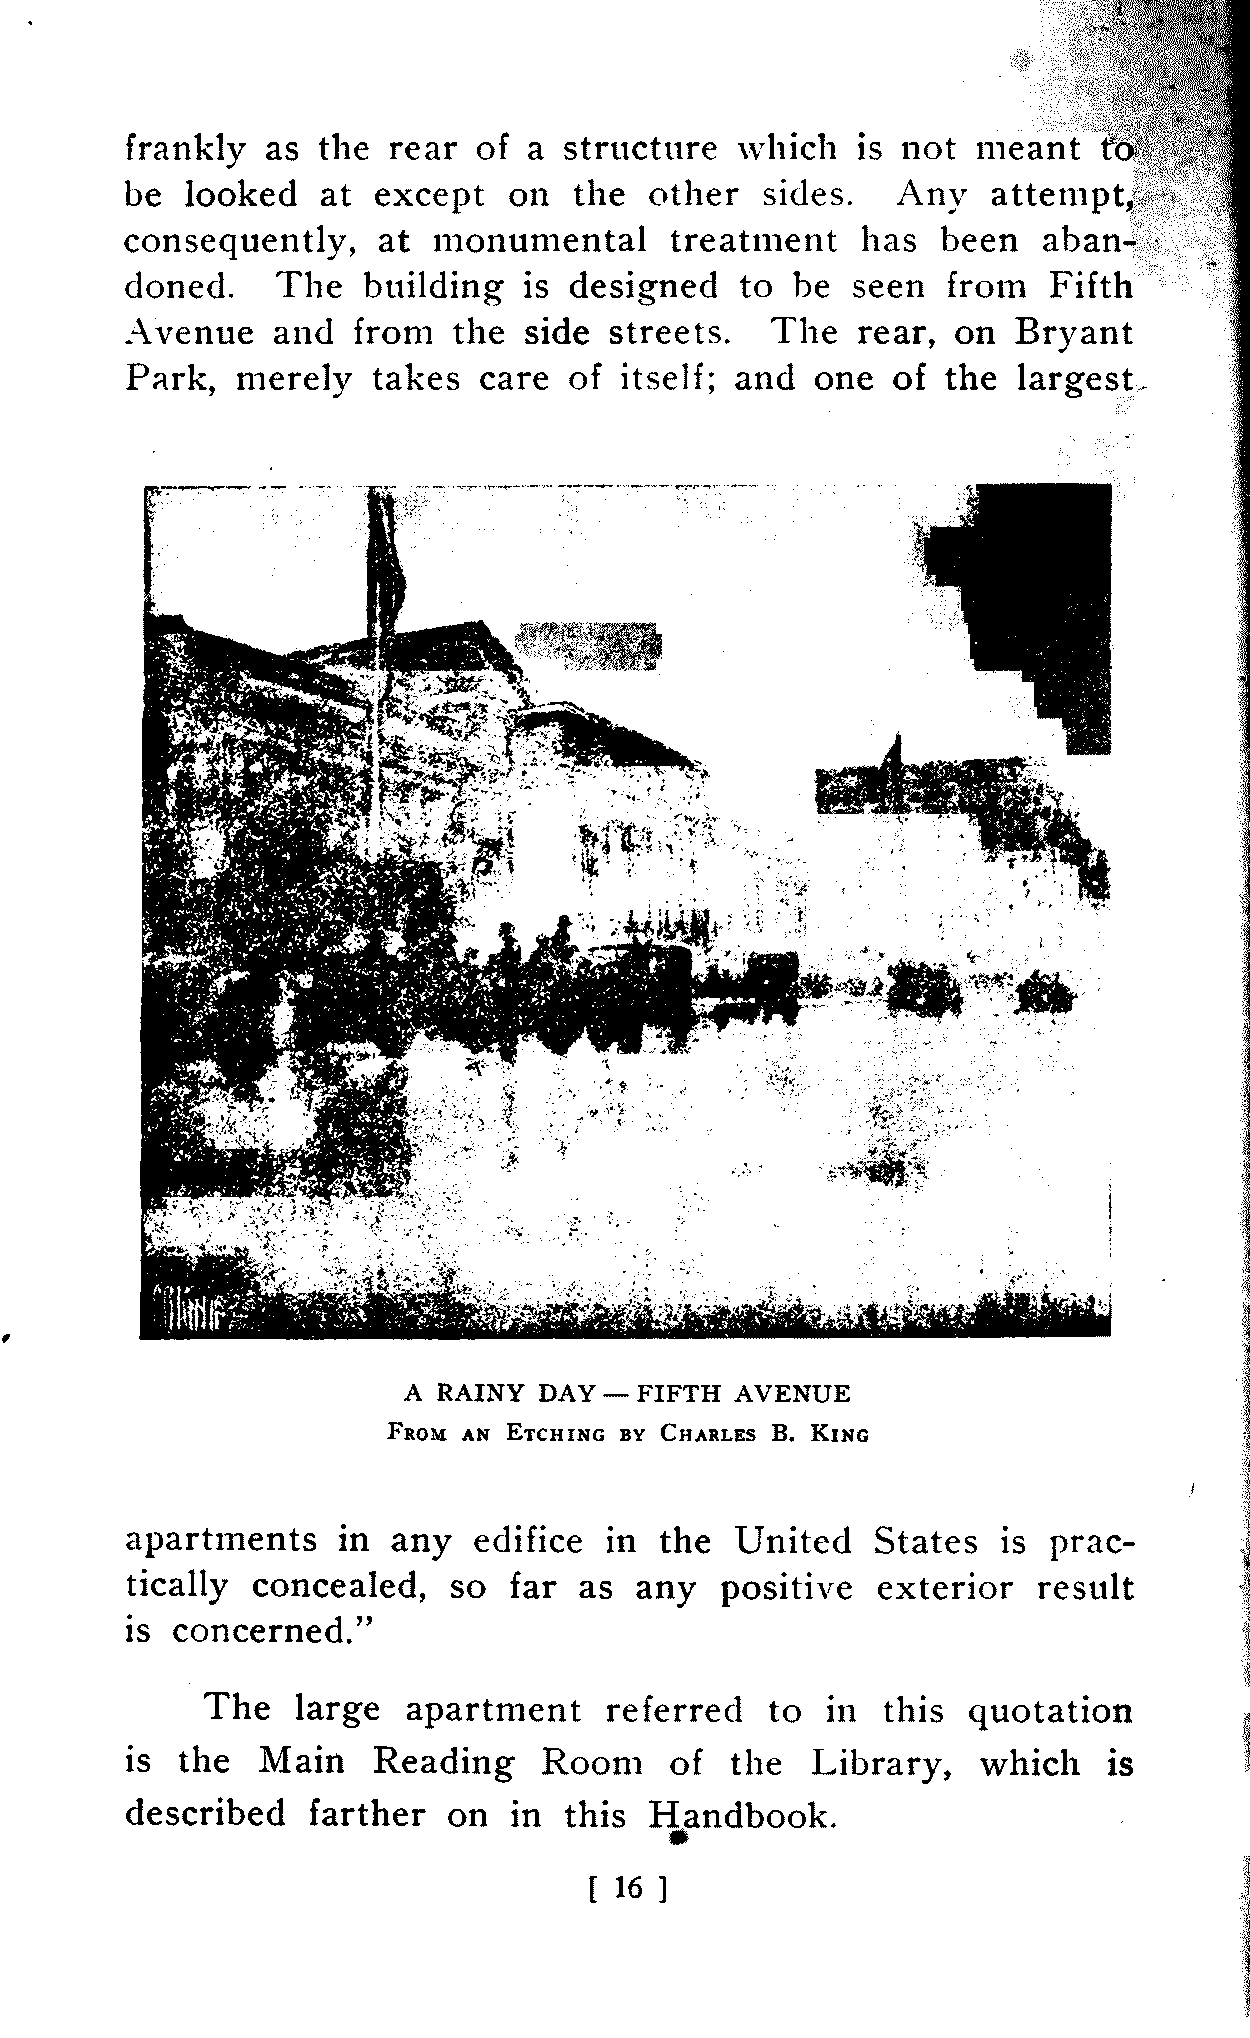 frankly as the rear of a structure which is not meant to
be looked at except on the other sides. Any attempt,
consequently, at monumental treatment has been aban-
doned. The building is designed to be seen from Fifth
Avenue and from the side streets. The rear, on Bryant
Park, merely takes care of itself; and one of the largest
A RAINY DAY — FIFTH AVENUE
FROM AN ETCHING BY CHARLES B. KING
apartments in any edifice in the United States is prac-
tically concealed, so far as any positive exterior result
is concerned."
The large apartment referred to in this quotation
is the Main Reading Room of the Library, which is
described farther on in this Handbook.
[ 16 ]